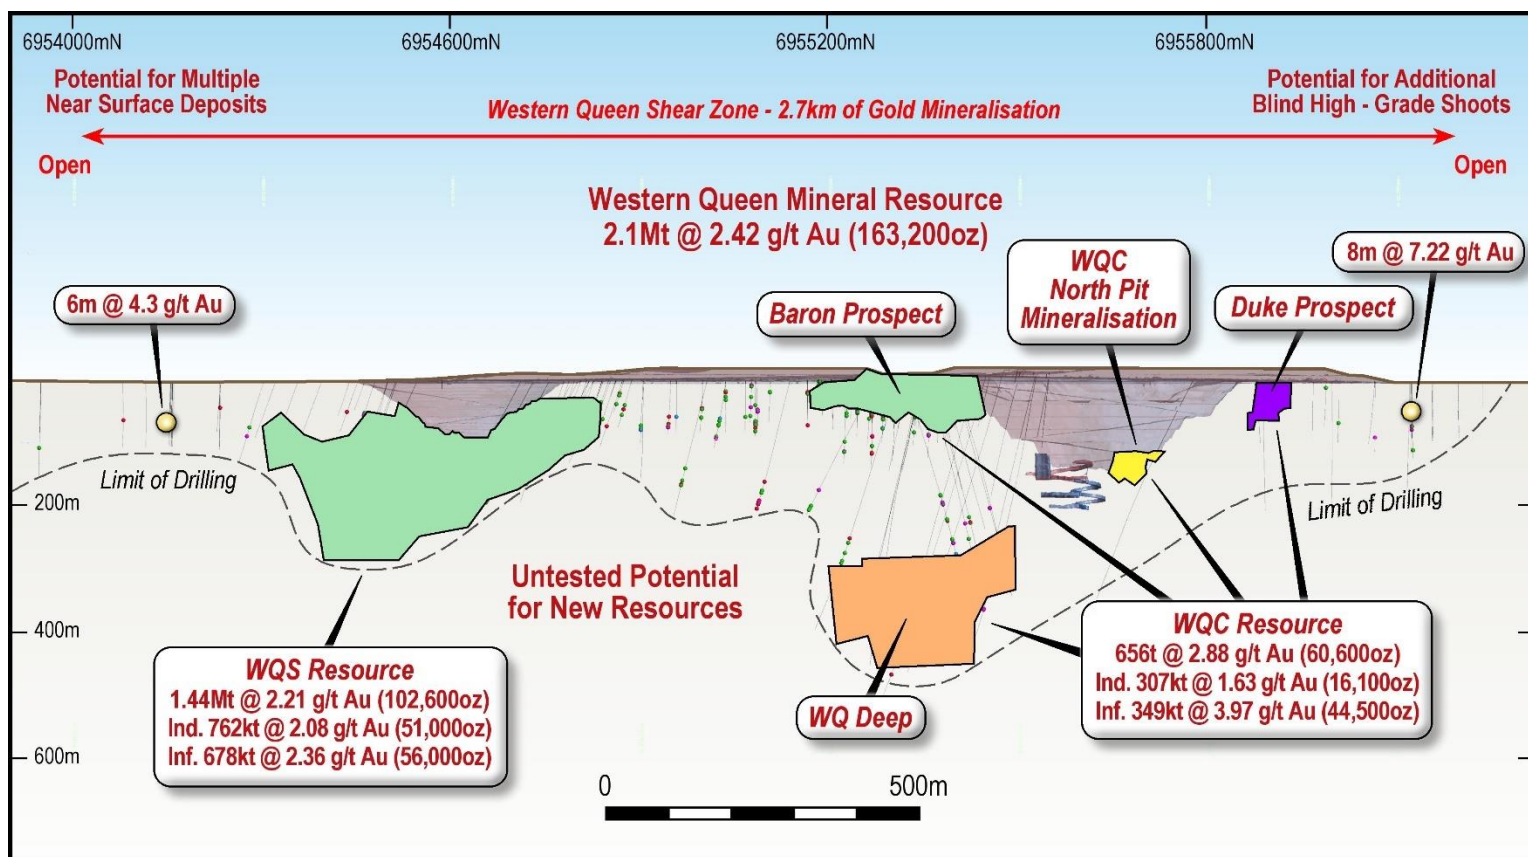 6954000mN
6954600mN
6955200mN
6955800mN
Potential for Multiple
Near Surface Deposits
Western Queen Shear Zone - 2.7km of Gold Mineralisation
Potential for Additional
Blind High - Grade Shoots
Open
Open
Western Queen Mineral Resource
2.1Mt @ 2.42 g/t Au (163,200oz)
6m @ 4.3 g/t Au
Baron Prospect
WQC
North Pit
Mineralisation
Duke Prospect
8m @ 7.22 g/t Au
Limit of Drilling
Limit of Drilling
200m
400m
600m
Untested Potential
for New Resources
WQS Resource
1.44Mt @ 2.21 g/t Au (102,600oz)
Ind. 762kt @ 2.08 g/t Au (51,000oz)
Inf. 678kt @ 2.36 g/t Au (56,000oz)
WQ Deep
WQC Resource
656t @ 2.88 g/t Au (60,600oz)
Ind. 307kt @ 1.63 g/t Au (16,100oz)
Inf. 349kt @ 3.97 g/t Au (44,500oz)
0
500m